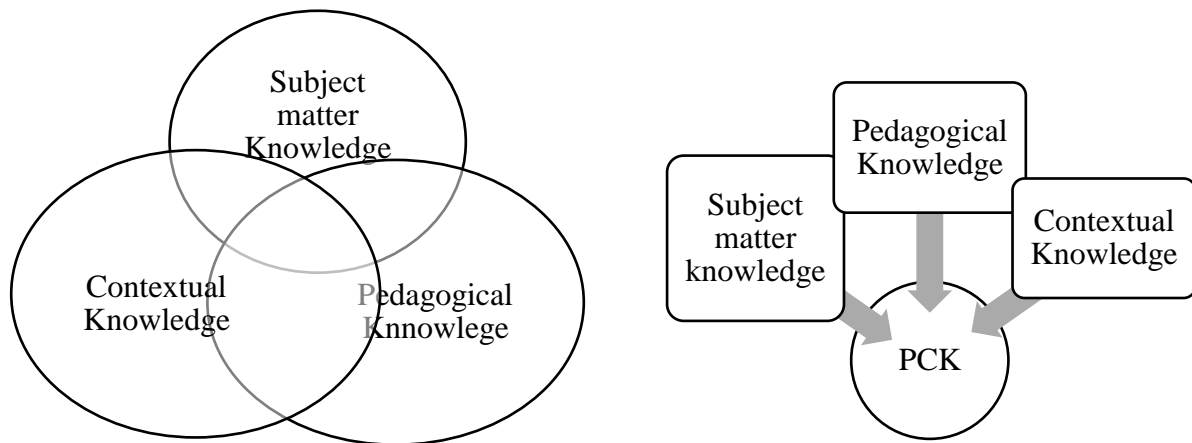 Subject
matter
Knowledge
Contextual
Knowledge
Pedagogical
Knnowlege
Pedagogical
Knowledge
Subject
matter
knowledge
Contextual
Knowledge
PCK